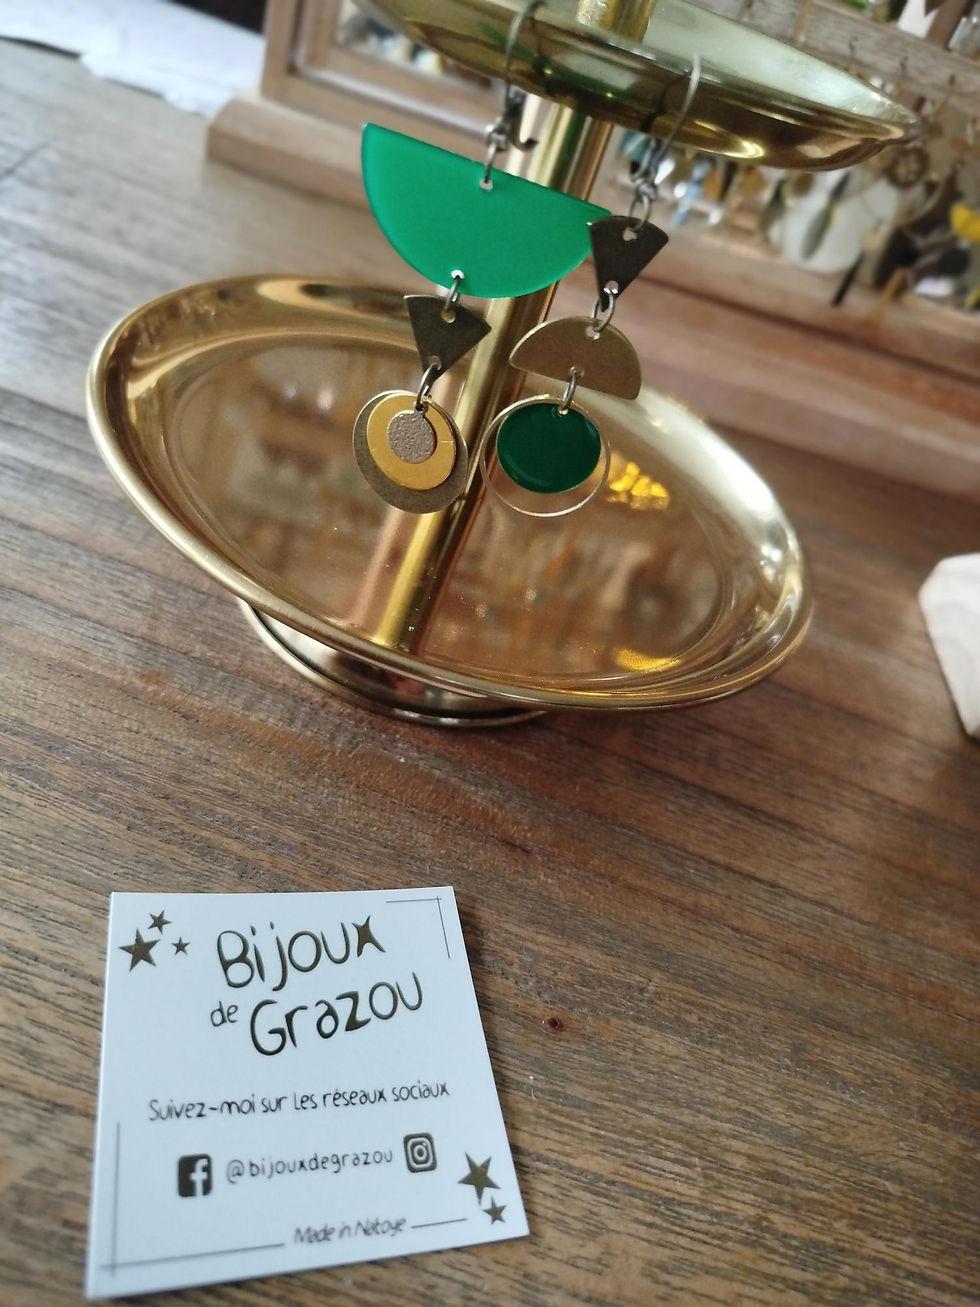 Bijoux
de Grazou
Suivez-moi sur les réseaux sociaux
@bijouxdegrazou
Made in Natoye